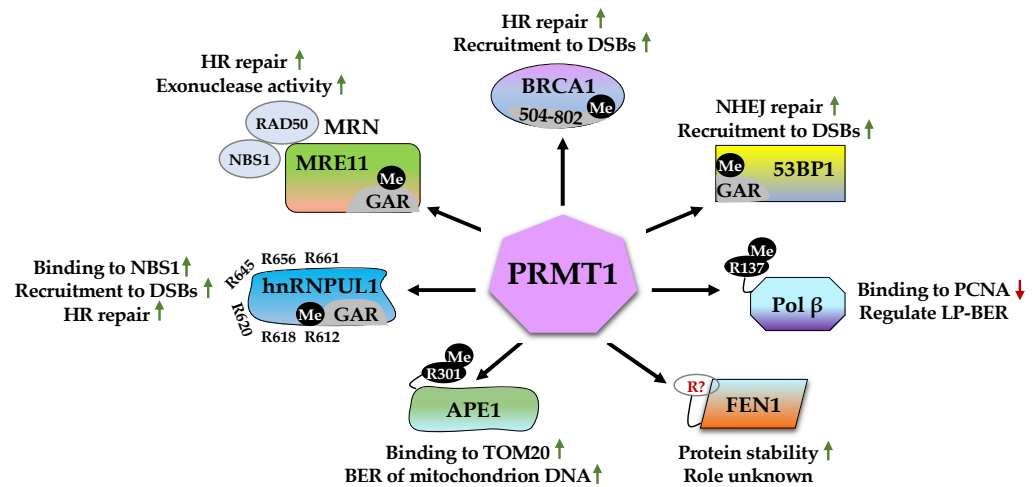 HR repair
Recruitment to DSBs
BRCA1
504-802
Me
HR repair
Exonuclease activity
RAD50
MRN
NBS1
MRE11
Me
GAR
NHEJ repair
Recruitment to DSBs
Me
53BP1
GAR
PRMT1
Binding to NBS1
Recruitment to DSBs
HR repair
R645
R656
R661
hnRNPUL1
Me
GAR
R620
R618
R612
Me
R137
Pol β
Binding to PCNA
Regulate LP-BER
Me
R301
APE1
Binding to TOM20
BER of mitochondrion DNA
R?
FEN1
Protein stability
Role unknown